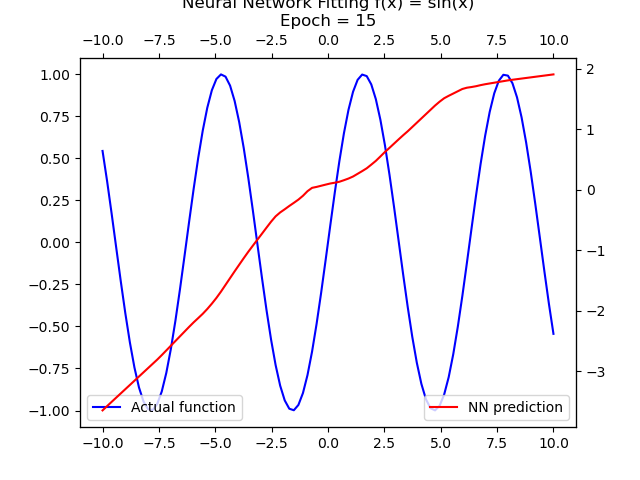 Neural Network Fitting f(x) = sin(x)
Epoch = 15
−10.0 −7.5 −5.0 −2.5 0.0 2.5 5.0 7.5 10.0
1.00
0.75
0.50
0.25
0.00
−0.25
−0.50
−0.75
−1.00
2
1
0
−1
−2
−3
Actual function
NN prediction
−10.0 −7.5 −5.0 −2.5 0.0 2.5 5.0 7.5 10.0